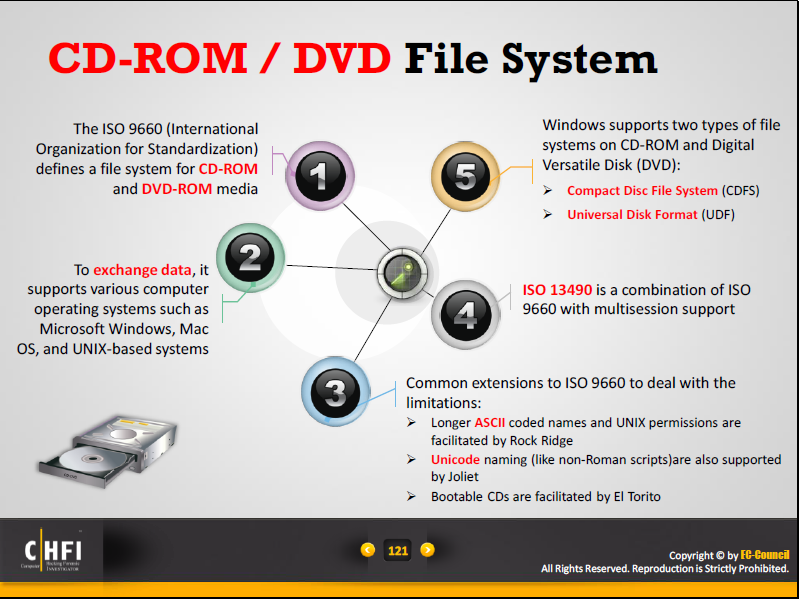 CD-ROM / DVD File System
The ISO 9660 (International
Organization for Standardization)
defines a file system for CD-ROM
and DVD-ROM media
1
To exchange data, it
supports various computer
operating systems such as
Microsoft Windows, Mac
OS, and UNIX-based systems
2
3
Common extensions to ISO 9660 to deal with the
limitations:
Longer ASCII coded names and UNIX permissions are
facilitated by Rock Ridge
Unicode naming (like non-Roman scripts)are also supported
by Joliet
Bootable CDs are facilitated by El Torito
4
ISO 13490 is a combination of ISO
9660 with multisession support
5
Windows supports two types of file
systems on CD-ROM and Digital
Versatile Disk (DVD):
Compact Disc File System (CDFS)
Universal Disk Format (UDF)
CHFI
Computer Hacking Forensic
INVESTIGATOR
121
Copyright © by EC-Council
All Rights Reserved. Reproduction is Strictly Prohibited.